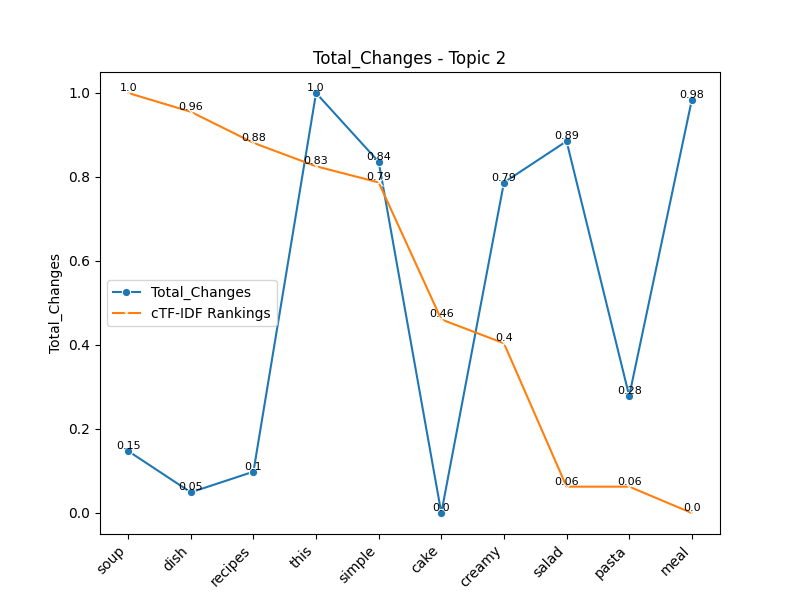 Total_Changes - Topic 2
Total_Changes
1.0
0.8
0.6
0.4
0.2
0.0
1.0
0.96
0.88
0.83
0.79
0.46
0.4
0.06
0.06
0.0
0.15
0.05
0.1
1.0
0.84
0.0
0.79
0.89
0.28
0.98
Total_Changes
cTF-IDF Rankings
soup
dish
recipes
this
simple
cake
creamy
salad
pasta
meal